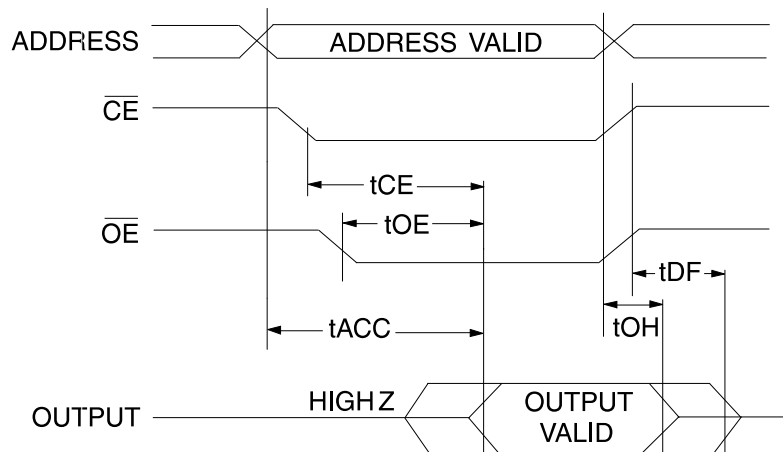 ADDRESS
ADDRESS VALID
CE
tCE
OE
tOE
tDF
tACC
tOH
OUTPUT
HIGH Z
OUTPUT
VALID